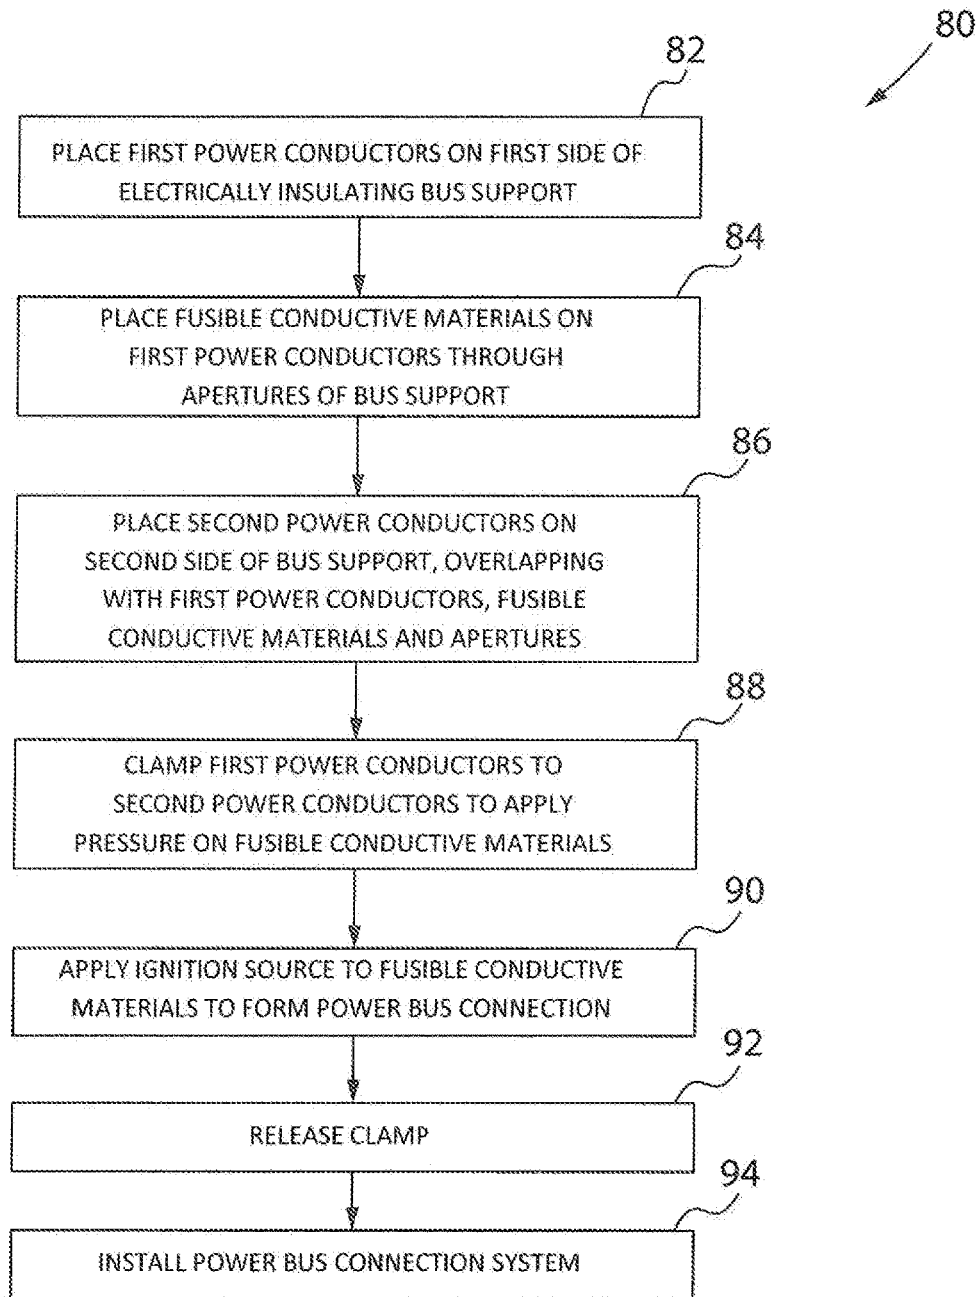 80
82
PLACE FIRST POWER CONDUCTORS ON FIRST SIDE OF
ELECTRICALLY INSULATING BUS SUPPORT
84
PLACE FUSIBLE CONDUCTIVE MATERIALS ON
FIRST POWER CONDUCTORS THROUGH
APERTURES OF BUS SUPPORT
86
PLACE SECOND POWER CONDUCTORS ON
SECOND SIDE OF BUS SUPPORT, OVERLAPPING
WITH FIRST POWER CONDUCTORS, FUSIBLE
CONDUCTIVE MATERIALS AND APERTURES
88
CLAMP FIRST POWER CONDUCTORS TO
SECOND POWER CONDUCTORS TO APPLY
PRESSURE ON FUSIBLE CONDUCTIVE MATERIALS
90
APPLY IGNITION SOURCE TO FUSIBLE CONDUCTIVE
MATERIALS TO FORM POWER BUS CONNECTION
92
RELEASE CLAMP
94
INSTALL POWER BUS CONNECTION SYSTEM